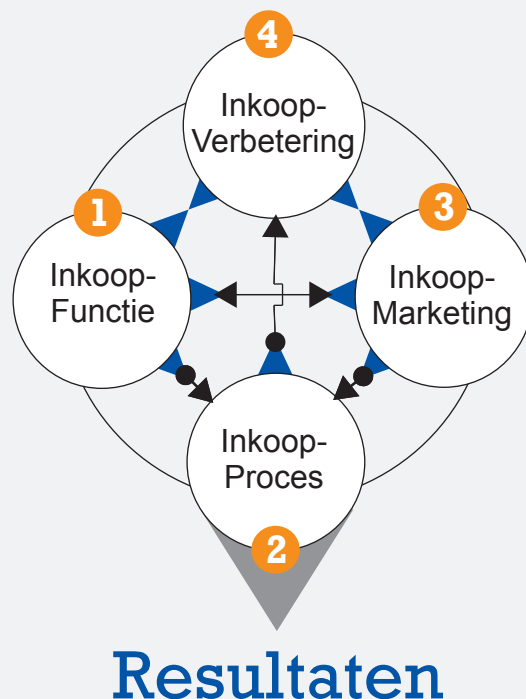 4
Inkoop-
Verbetering
1
Inkoop-
Functie
3
Inkoop-
Marketing
Inkoop-
Proces
2
Resultaten